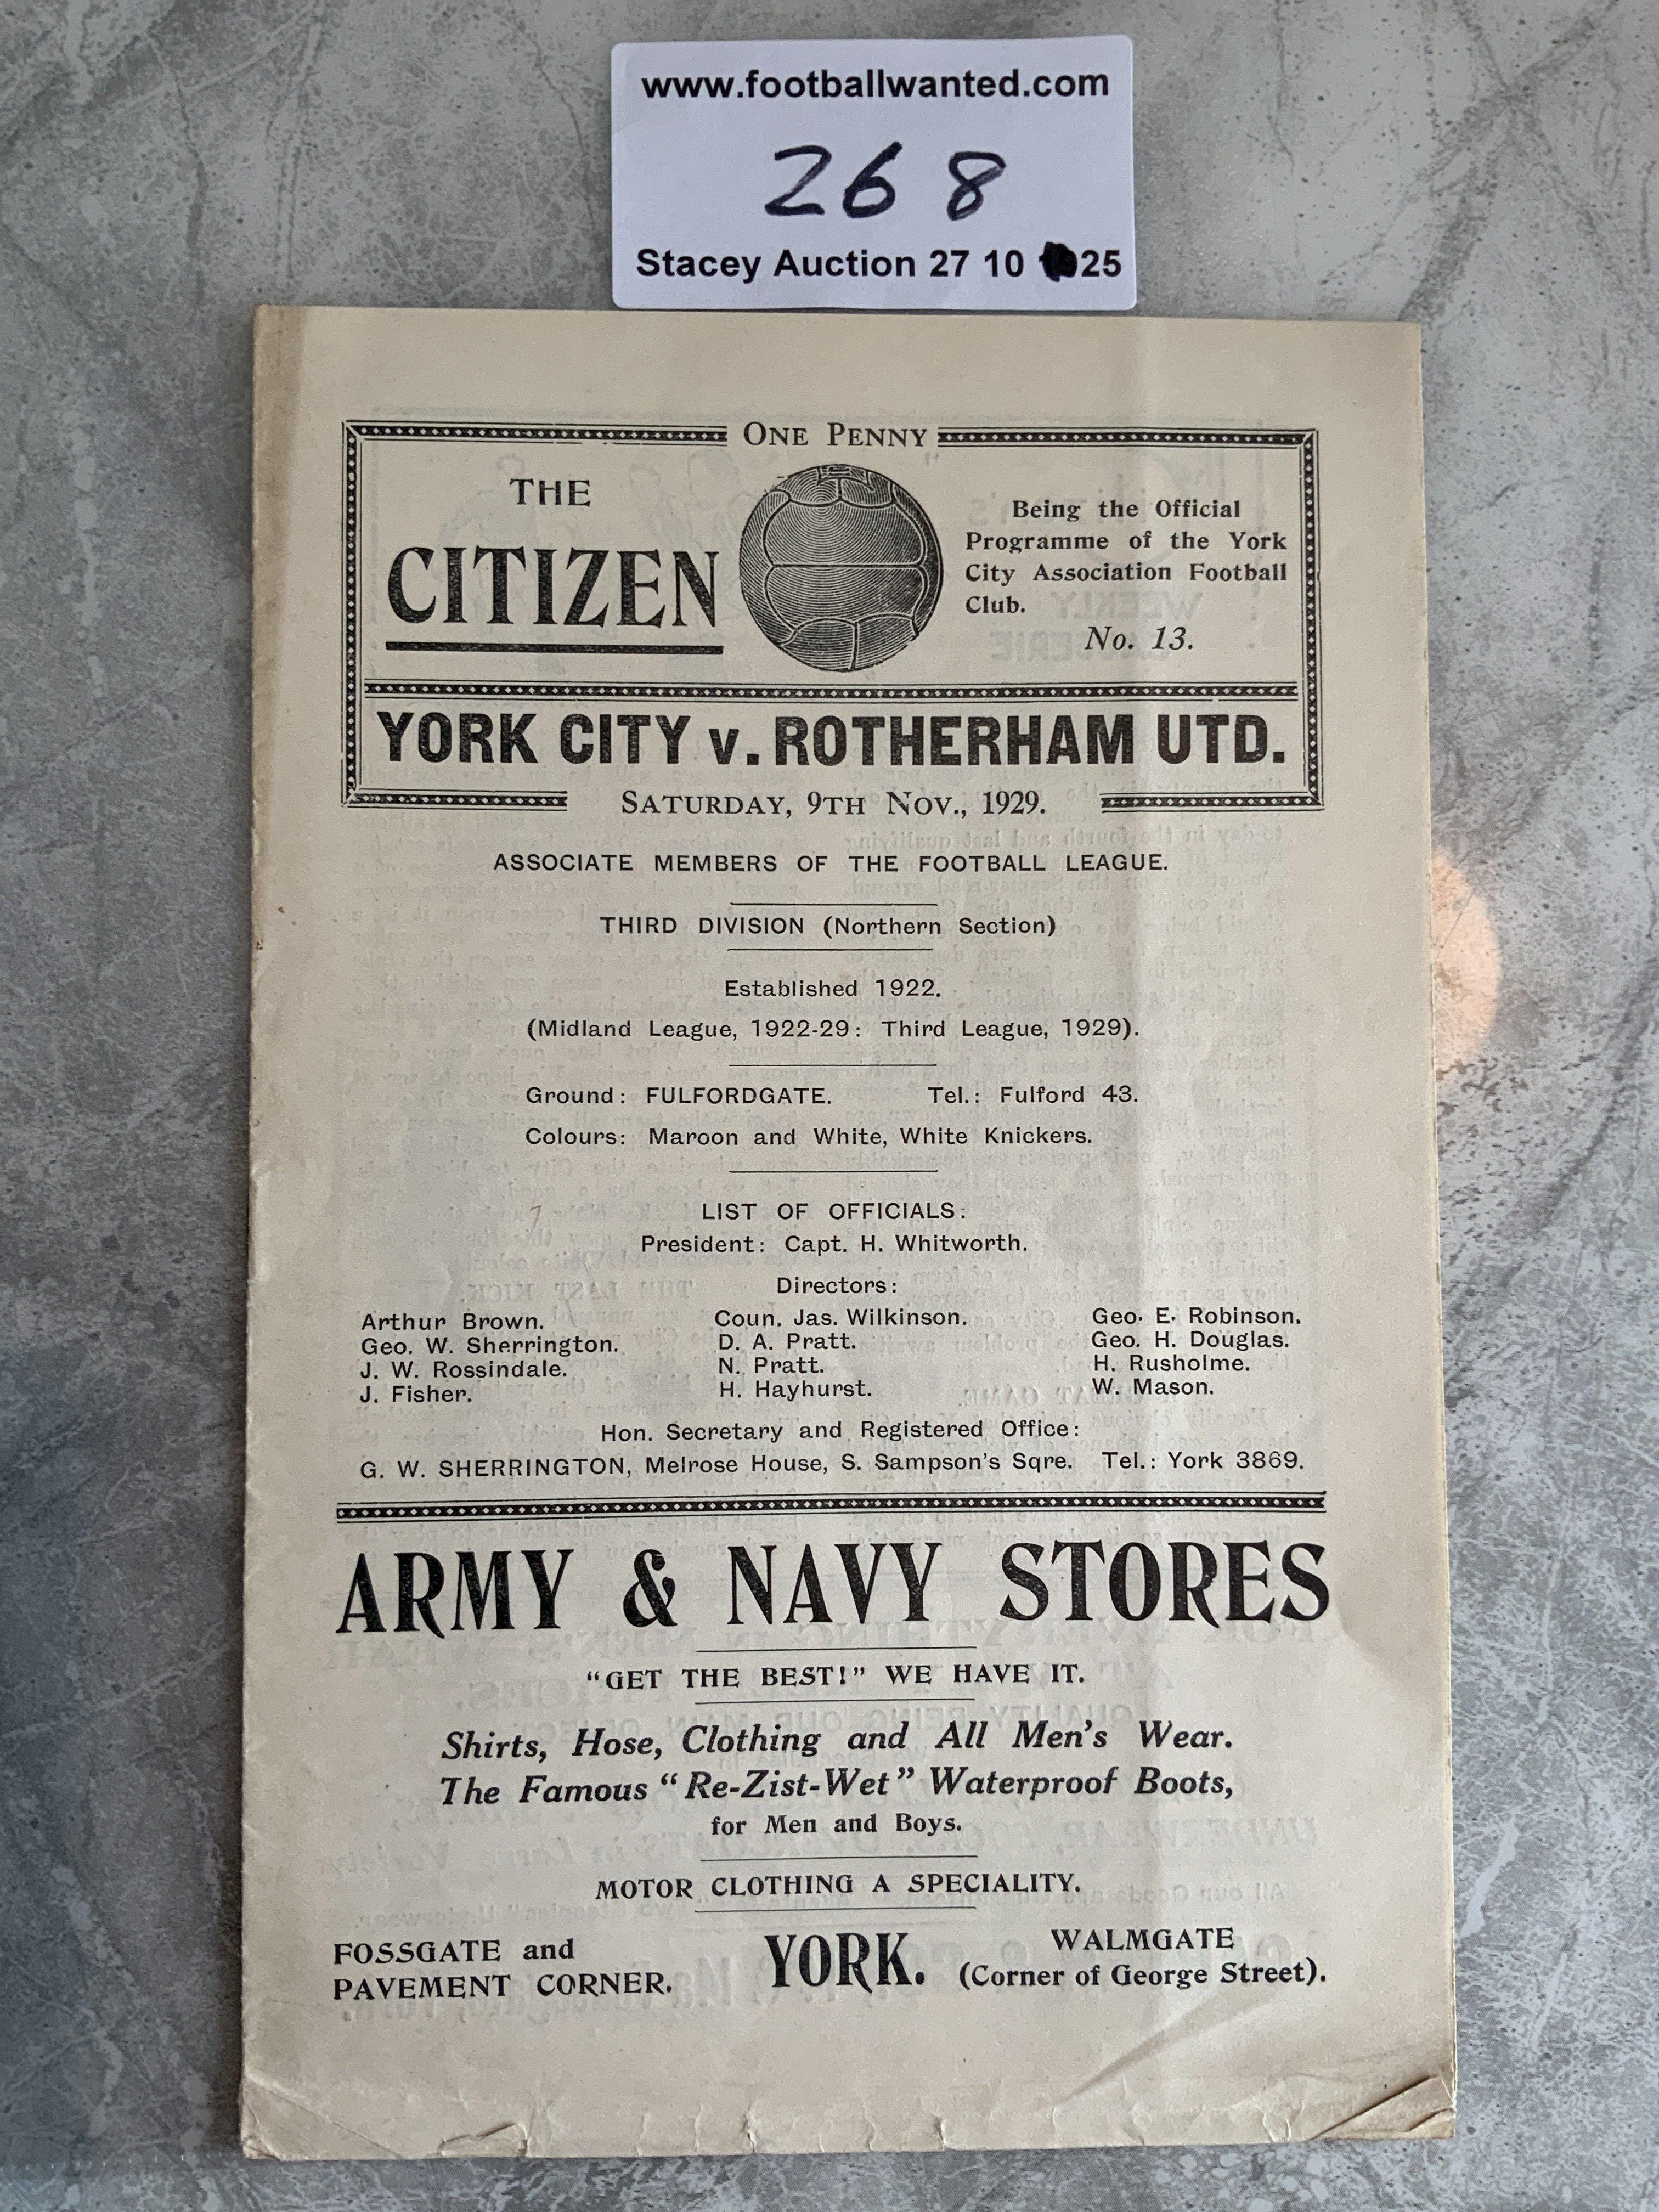 www.footballwanted.com
268
Stacey Auction 27 10 25
ONE PENNY
THE
CITIZEN
Being the Official
Programme of the York
City Association Football
Club.
No. 13.
YORK CITY v. ROTHERHAM UTD.
SATURDAY, 9TH NOV., 1929.
ASSOCIATE MEMBERS OF THE FOOTBALL LEAGUE.
THIRD DIVISION (Northern Section)
Established 1922.
(Midland League, 1922-29: Third League, 1929).
Ground: FULFORDGATE. Tel.: Fulford 43.
Colours: Maroon and White, White Knickers.
LIST OF OFFICIALS:
President: Capt. H. Whitworth.
Directors:
Arthur Brown. Coun. Jas. Wilkinson. Geo. E. Robinson.
Geo. W. Sherrington. D. A. Pratt. Geo. H. Douglas.
J. W. Rossindale. N. Pratt. H. Rusholme.
J. Fisher. H. Hayhurst. W. Mason.
Hon. Secretary and Registered Office:
G. W. SHERRINGTON, Melrose House, S. Sampson's Sqre. Tel.: York 3869.
ARMY & NAVY STORES
"GET THE BEST!" WE HAVE IT.
Shirts, Hose, Clothing and All Men's Wear.
The Famous "Re-Zist-Wet" Waterproof Boots,
for Men and Boys.
MOTOR CLOTHING A SPECIALITY.
FOSSGATE and
PAVEMENT CORNER.
YORK.
WALMGATE
(Corner of George Street).